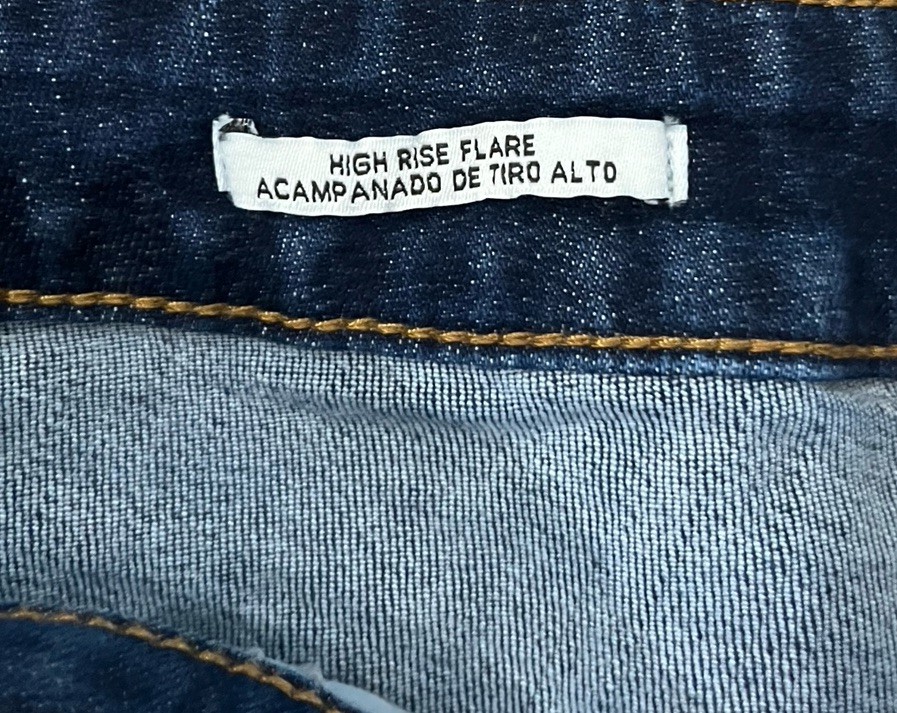 HIGH RISE FLARE
ACAMPANADO DE TIRO ALTO